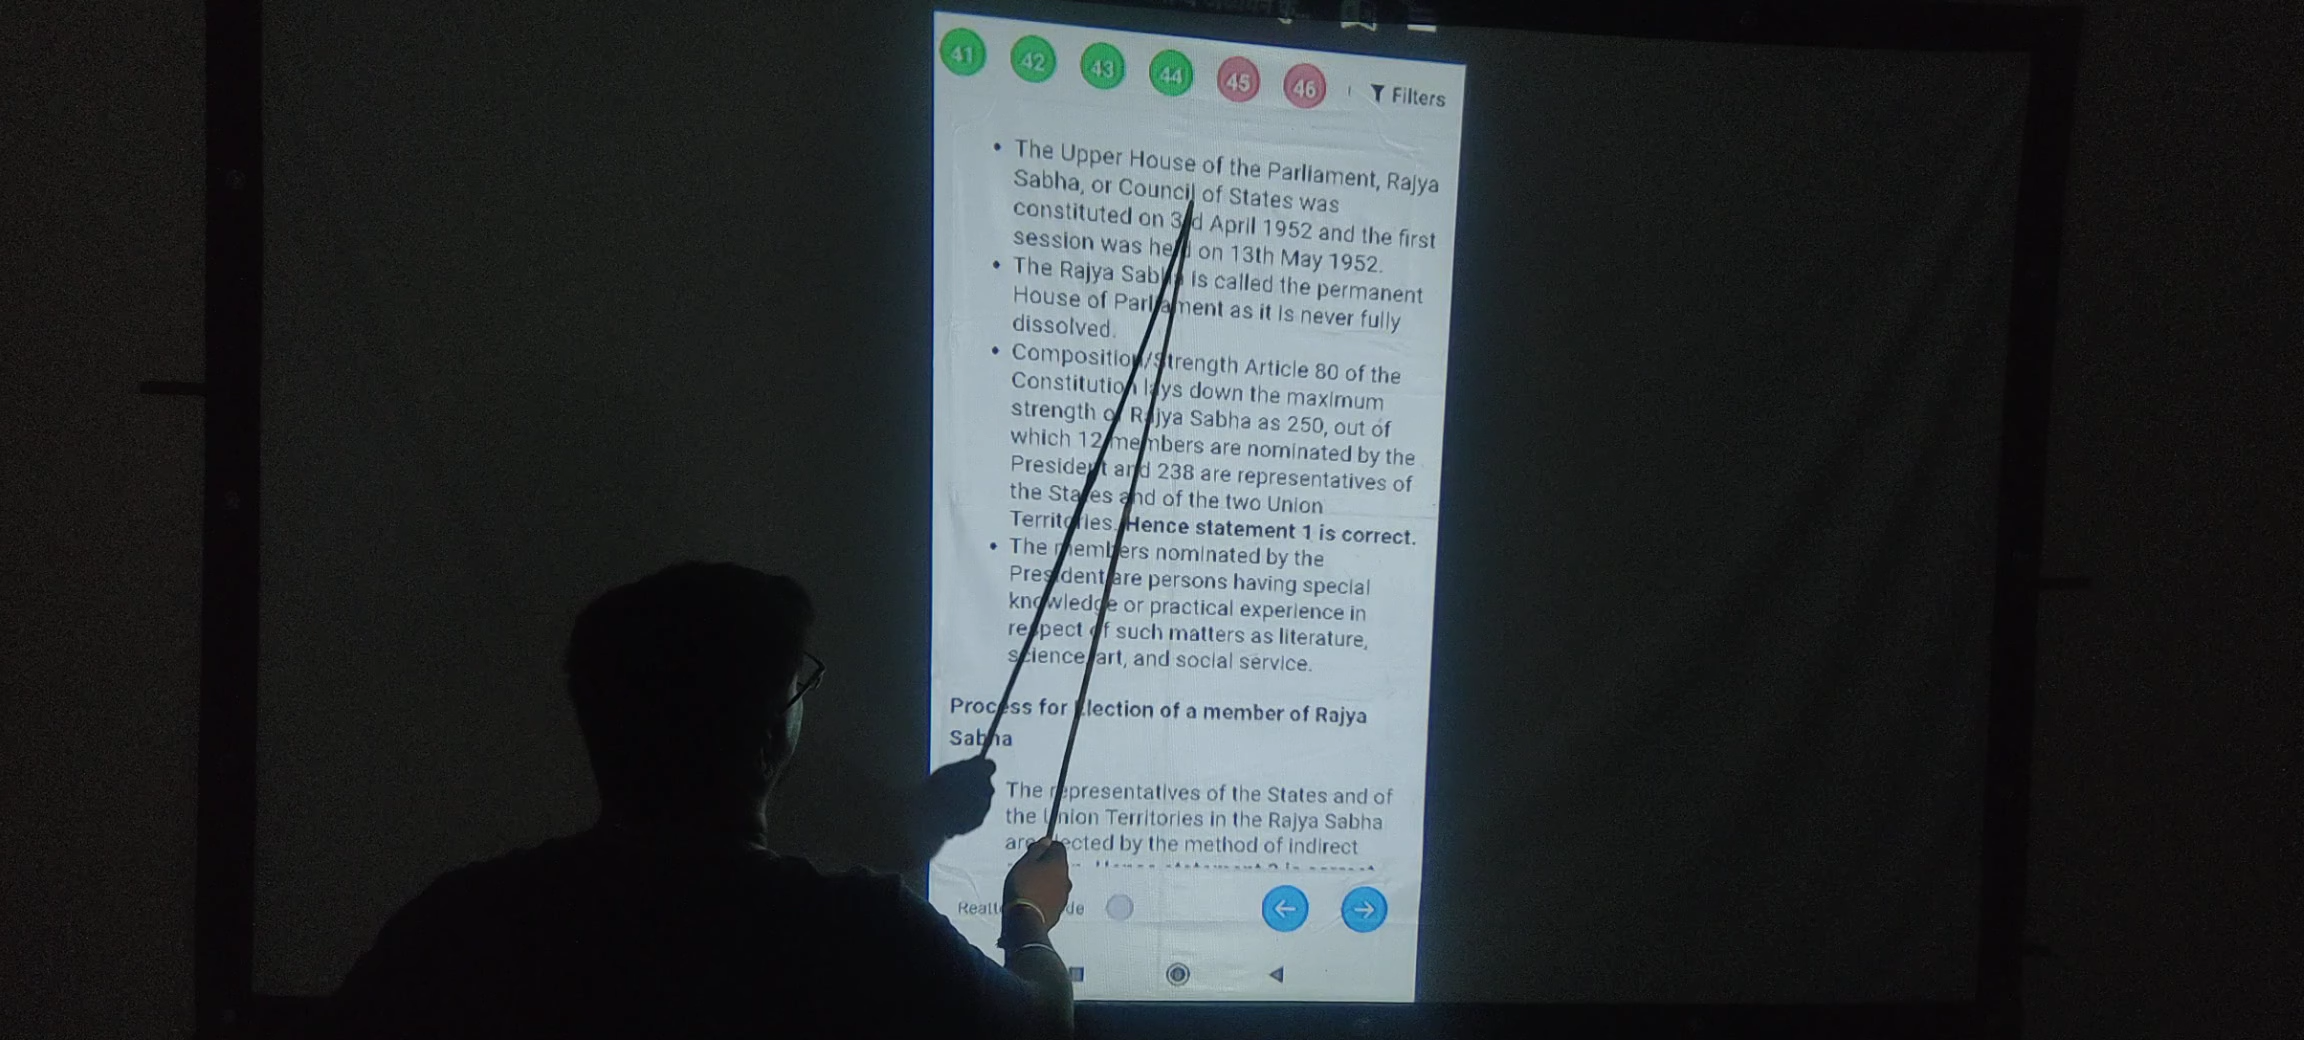 41 42 43 44 45 46 Filters
• The Upper House of the Parliament, Rajya
Sabha, or Council of States was
constituted on 3rd April 1952 and the first
session was held on 13th May 1952.
• The Rajya Sabha is called the permanent
House of Parliament as it is never fully
dissolved.
• Composition/Strength Article 80 of the
Constitution lays down the maximum
strength of Rajya Sabha as 250, out of
which 12 members are nominated by the
President and 238 are representatives of
the States and of the two Union
Territories. Hence statement 1 is correct.
• The members nominated by the
President are persons having special
knowledge or practical experience in
respect of such matters as literature,
science, art, and social service.
Process for Election of a member of Rajya
Sabha
The representatives of the States and of
the Union Territories in the Rajya Sabha
are elected by the method of indirect